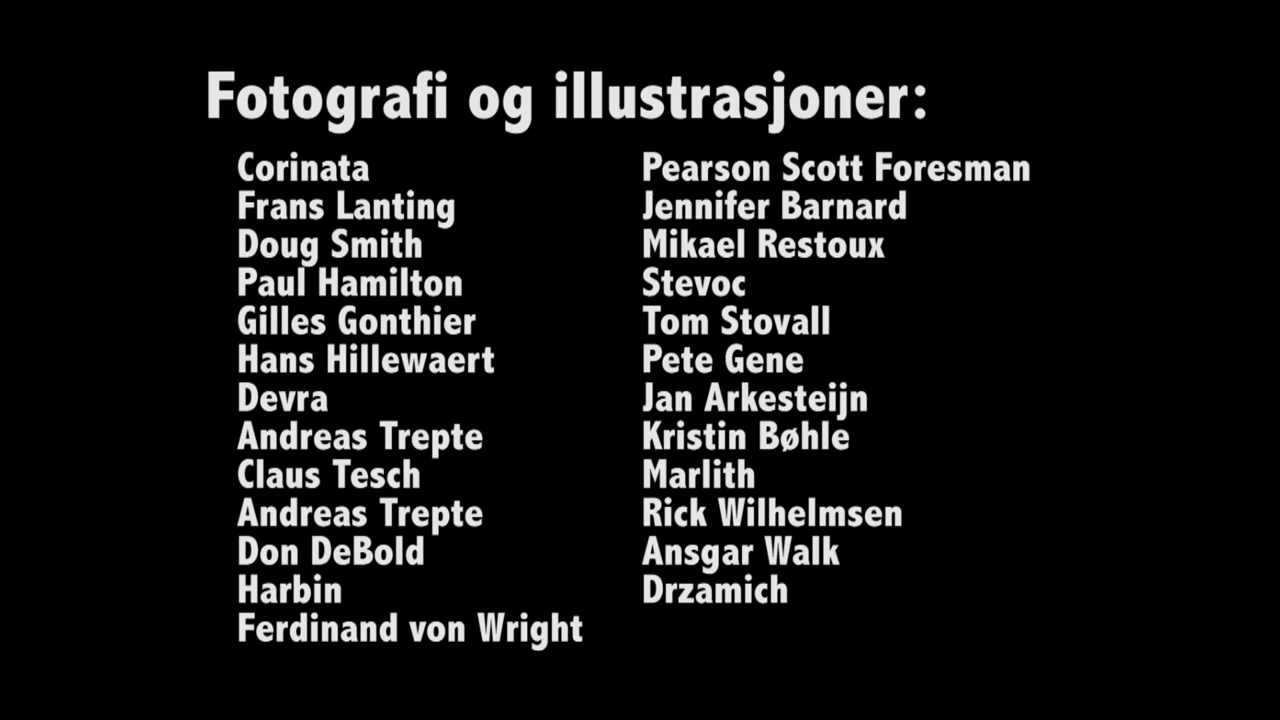 Fotografi og illustrasjoner:
Corinata
Frans Lanting
Doug Smith
Paul Hamilton
Gilles Gonthier
Hans Hillewaert
Devra
Andreas Trepte
Claus Tesch
Andreas Trepte
Don DeBold
Harbin
Ferdinand von Wright
Pearson Scott Foresman
Jennifer Barnard
Mikael Restoux
Stevoc
Tom Stovall
Pete Gene
Jan Arkesteijn
Kristin Bøhle
Marlith
Rick Wilhelmsen
Ansgar Walk
Drzamich